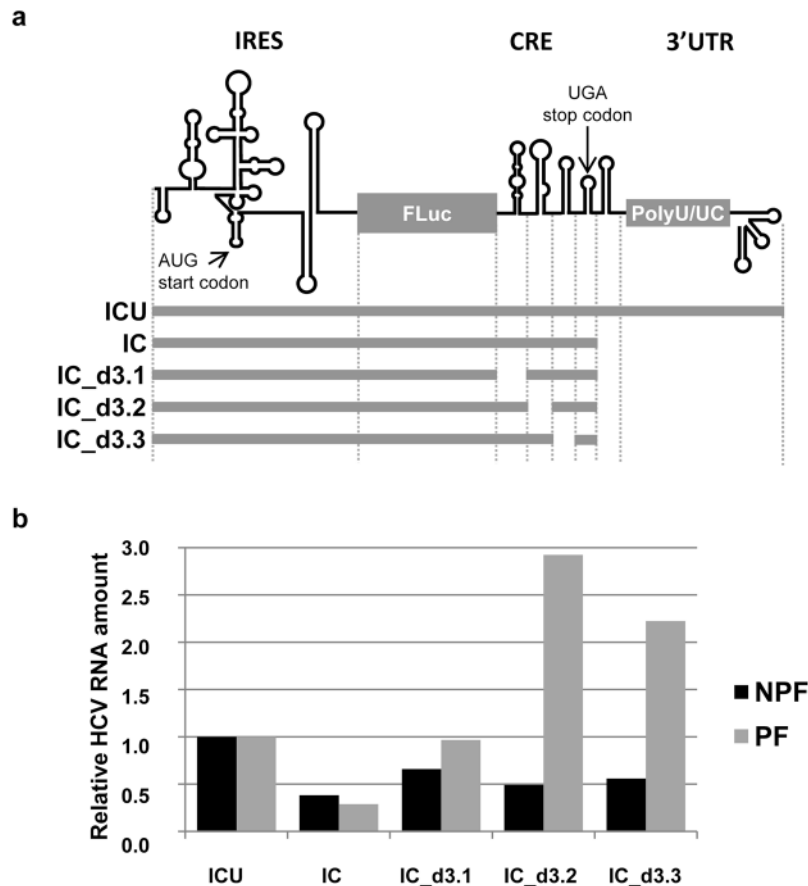 a
IRES CRE 3'UTR
UGA
stop codon
FLuc
PolyU/UC
AUG
start codon
ICU
IC
IC_d3.1
IC_d3.2
IC_d3.3
b
Relative HCV RNA amount
3.0
2.5
2.0
1.5
1.0
0.5
0.0
NPF
PF
ICU IC IC_d3.1 IC_d3.2 IC_d3.3